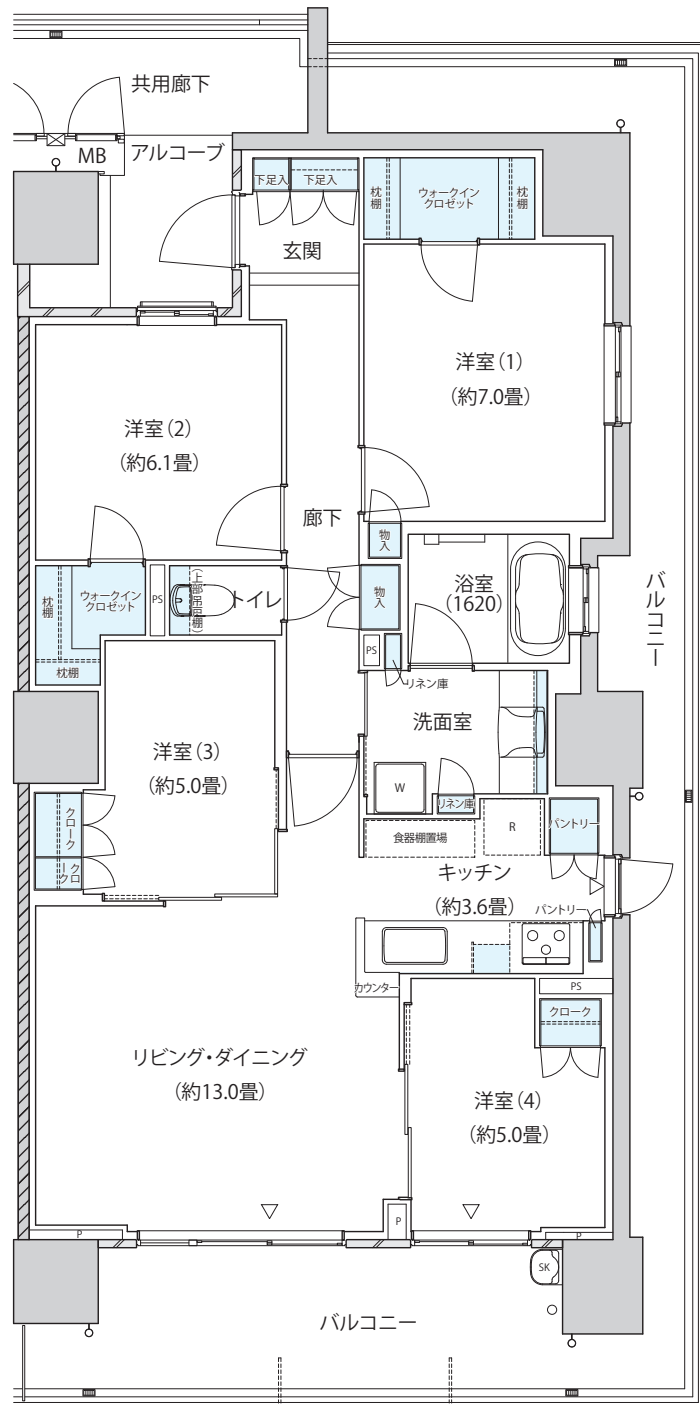 共用廊下
MB
アルコーブ
下足入
下足入
枕棚
ウォークイン
クロゼット
枕棚
玄関
洋室(1)
(約7.0畳)
洋室(2)
(約6.1畳)
廊下
物入
物入
浴室
(1620)
バルコニー
枕棚
ウォークイン
クロゼット
枕棚
PS
(上部吊戸棚)
トイレ
PS
リネン庫
洗面室
洋室(3)
(約5.0畳)
W
リネン庫
クローク
クローク
食器棚置場
R
パントリー
キッチン
(約3.6畳)
パントリー
カウンター
PS
クローク
リビング・ダイニング
(約13.0畳)
洋室(4)
(約5.0畳)
P
P
P
SK
バルコニー